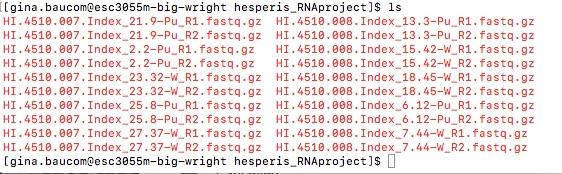 [[gina.baucom@esc3055m-big-wright hesperis_RNAproject]$ ls
HI.4510.007.Index_21.9-Pu_R1.fastq.gz  HI.4510.008.Index_13.3-Pu_R1.fastq.gz
HI.4510.007.Index_21.9-Pu_R2.fastq.gz  HI.4510.008.Index_13.3-Pu_R2.fastq.gz
HI.4510.007.Index_2.2-Pu_R1.fastq.gz   HI.4510.008.Index_15.42-W_R1.fastq.gz
HI.4510.007.Index_2.2-Pu_R2.fastq.gz   HI.4510.008.Index_15.42-W_R2.fastq.gz
HI.4510.007.Index_23.32-W_R1.fastq.gz  HI.4510.008.Index_18.45-W_R1.fastq.gz
HI.4510.007.Index_23.32-W_R2.fastq.gz  HI.4510.008.Index_18.45-W_R2.fastq.gz
HI.4510.007.Index_25.8-Pu_R1.fastq.gz  HI.4510.008.Index_6.12-Pu_R1.fastq.gz
HI.4510.007.Index_25.8-Pu_R2.fastq.gz  HI.4510.008.Index_6.12-Pu_R2.fastq.gz
HI.4510.007.Index_27.37-W_R1.fastq.gz  HI.4510.008.Index_7.44-W_R1.fastq.gz
HI.4510.007.Index_27.37-W_R2.fastq.gz  HI.4510.008.Index_7.44-W_R2.fastq.gz
[gina.baucom@esc3055m-big-wright hesperis_RNAproject]$